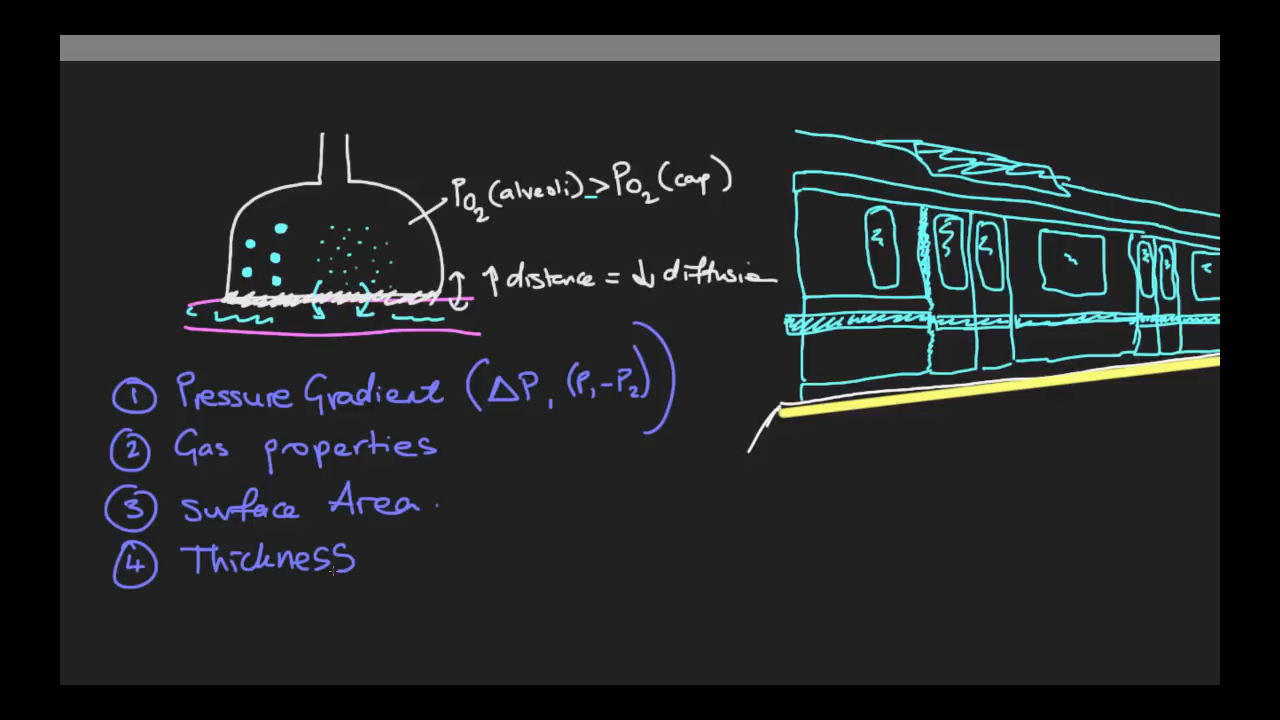 PO2 (alveoli) > PO2 (cap)
↑ distance = ↓ diffusion
① Pressure Gradient (ΔP, (P1-P2))
② Gas properties
③ Surface Area.
④ Thickness